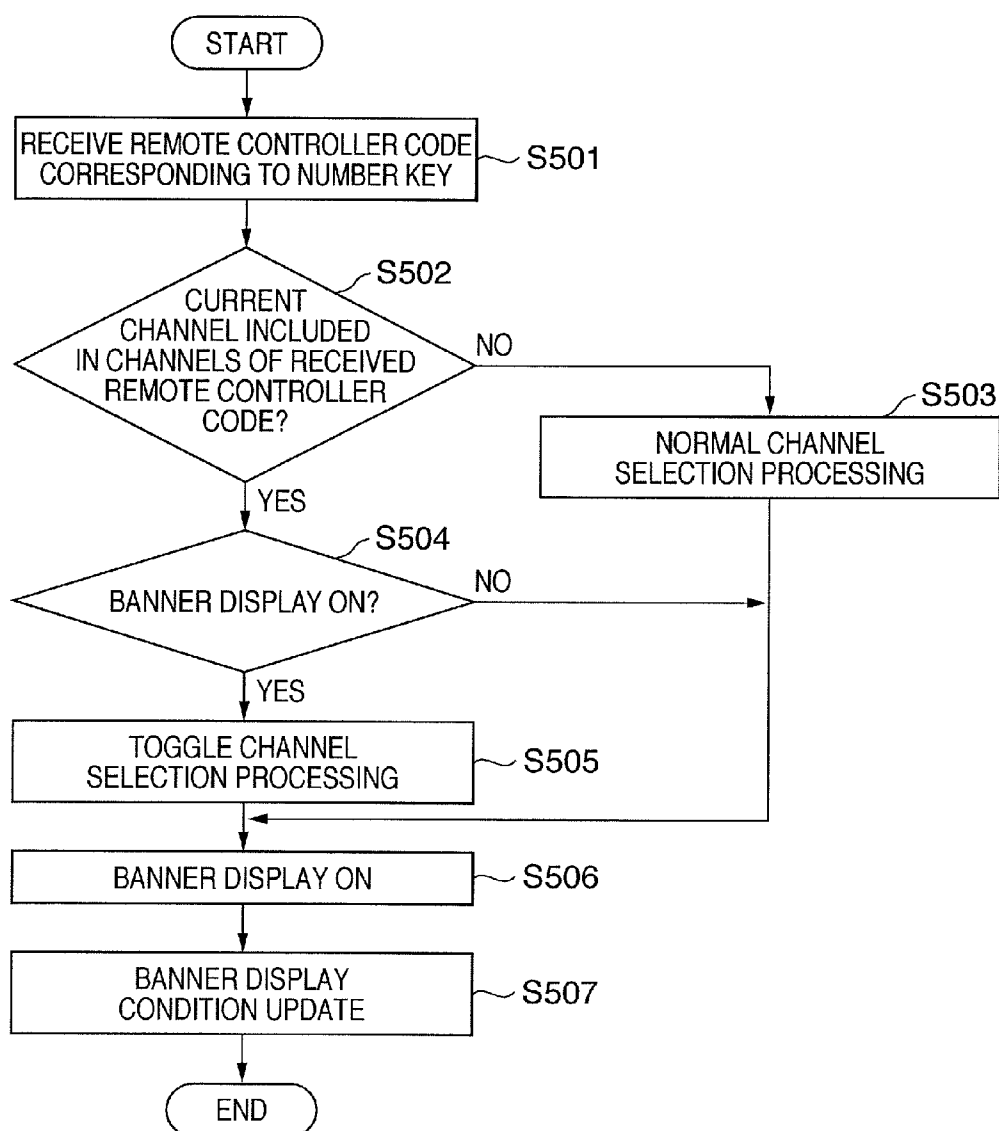 START
RECEIVE REMOTE CONTROLLER CODE
CORRESPONDING TO NUMBER KEY
S501
S502
CURRENT
CHANNEL INCLUDED
IN CHANNELS OF RECEIVED
REMOTE CONTROLLER
CODE?
NO
S503
NORMAL CHANNEL
SELECTION PROCESSING
YES
S504
BANNER DISPLAY ON?
NO
YES
TOGGLE CHANNEL
SELECTION PROCESSING
S505
BANNER DISPLAY ON
S506
BANNER DISPLAY
CONDITION UPDATE
S507
END